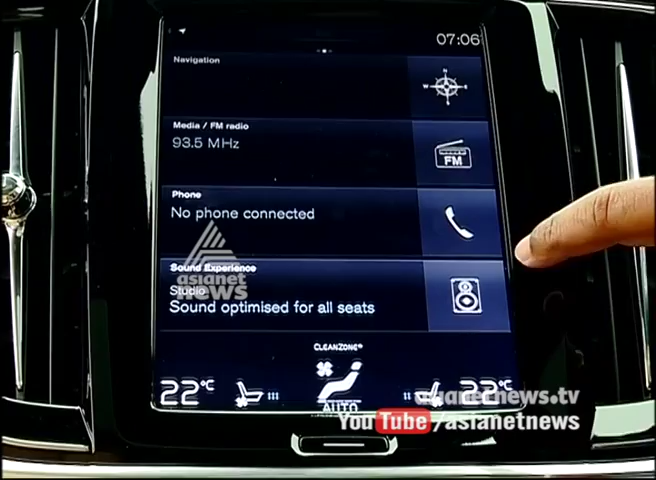 07:06
Navigation
N
W E
S
Media / FM radio
93.5 MHz
FM
Phone
No phone connected
Sound Experience
Studio
Sound optimised for all seats
asianet
news
CLEANZONE®
22°C
AUTO
22°C
asianetnews.tv
YouTube /asianetnews